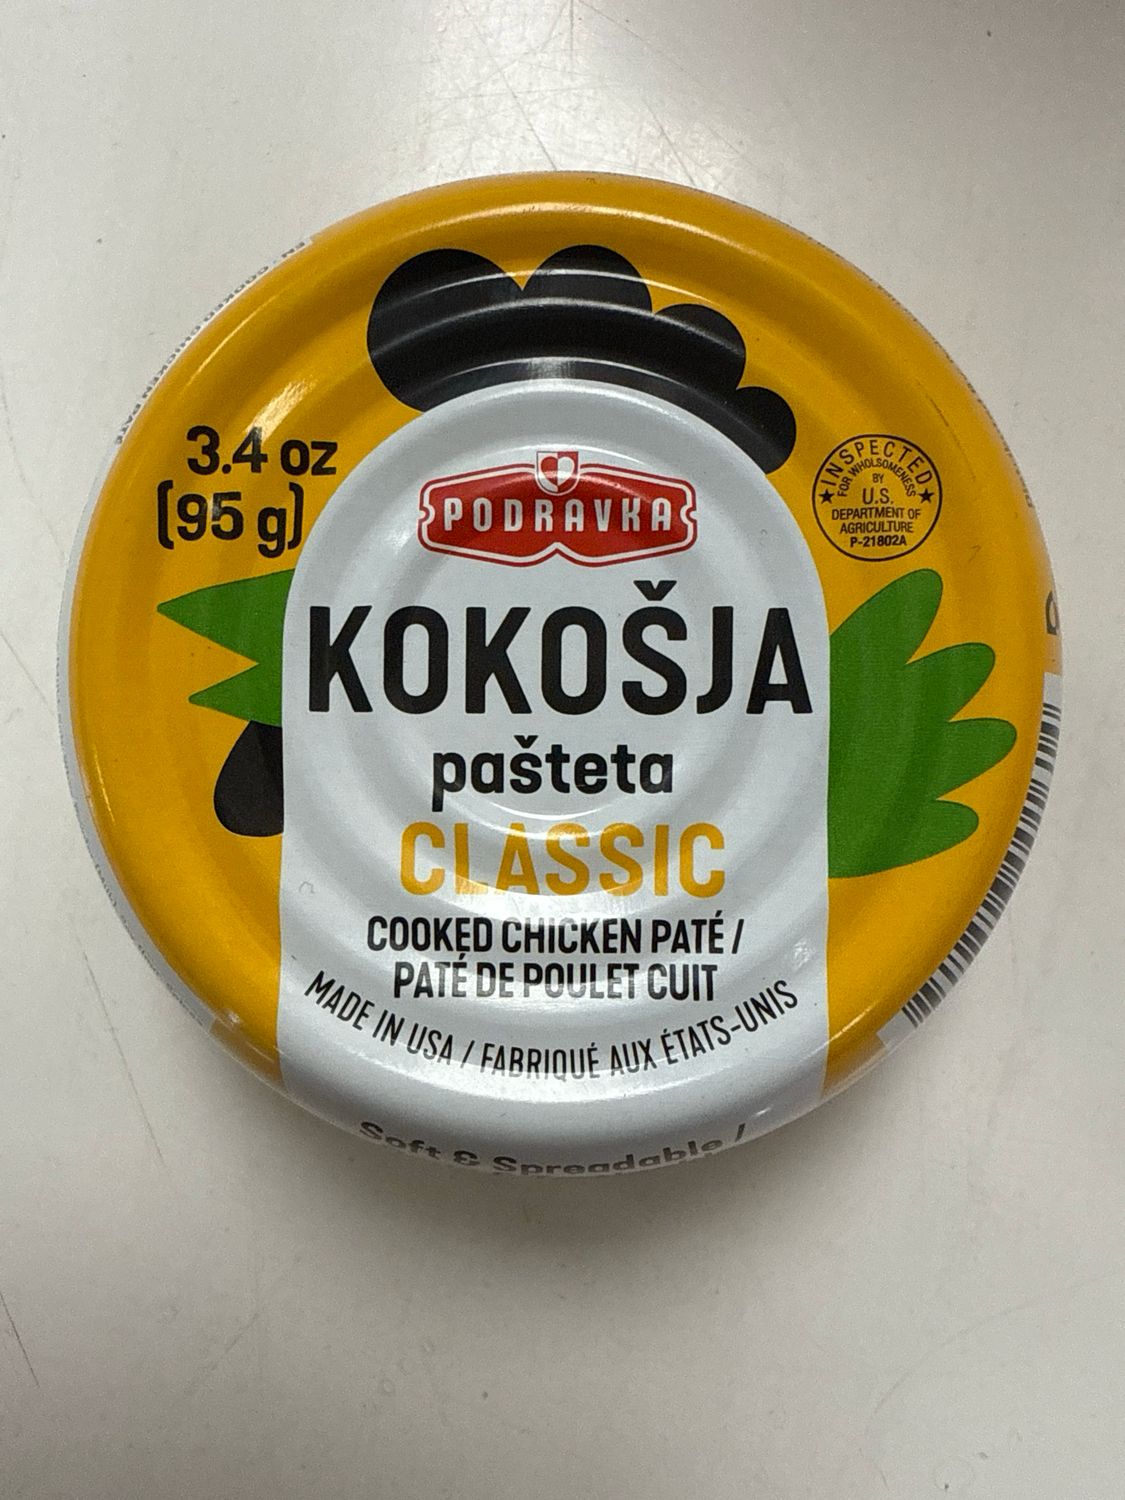 3.4 oz
(95 g)
PODRAVKA
INSPECTED
FOR WHOLSOMENESS
BY
U.S.
DEPARTMENT OF
AGRICULTURE
P-21802A
KOKOŠJA
pašteta
CLASSIC
COOKED CHICKEN PATÉ /
PATÉ DE POULET CUIT
MADE IN USA / FABRIQUÉ AUX ÉTATS-UNIS
Soft & Spreadable /